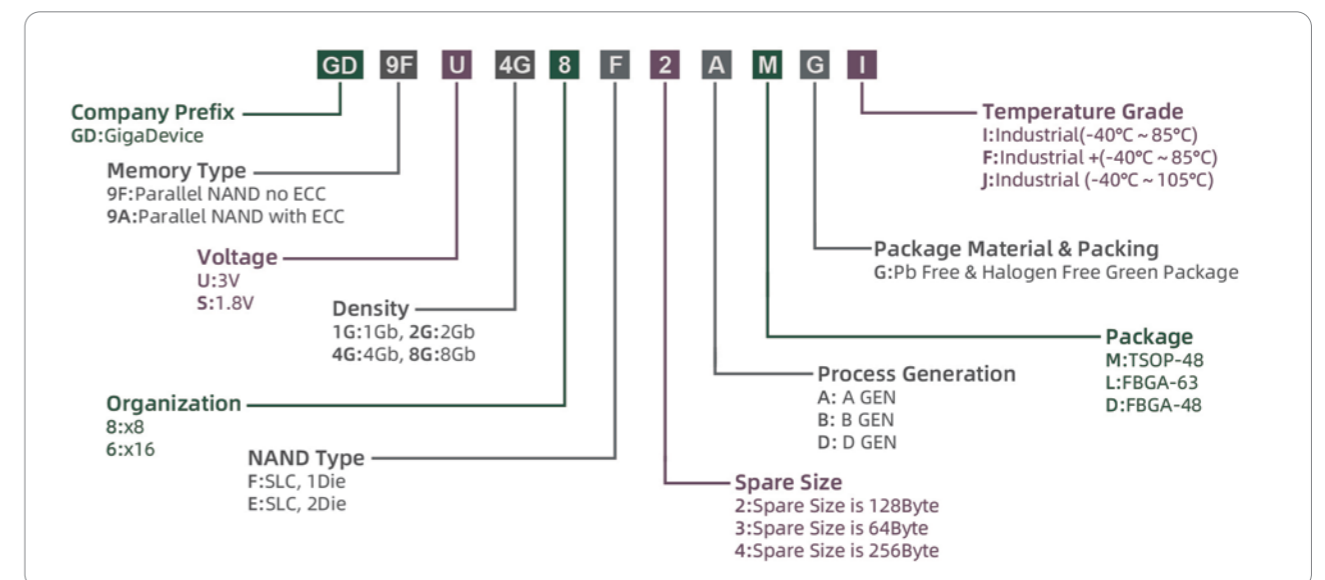 GD 9F U 4G 8 F 2 A M G I
Company Prefix
GD:GigaDevice
Memory Type
9F:Parallel NAND no ECC
9A:Parallel NAND with ECC
Voltage
U:3V
S:1.8V
Density
1G:1Gb, 2G:2Gb
4G:4Gb, 8G:8Gb
Organization
8:x8
6:x16
NAND Type
F:SLC, 1Die
E:SLC, 2Die
Temperature Grade
I:Industrial(-40℃ ~ 85℃)
F:Industrial +(-40℃ ~ 85℃)
J:Industrial (-40℃ ~ 105℃)
Package Material & Packing
G:Pb Free & Halogen Free Green Package
Package
M:TSOP-48
L:FBGA-63
D:FBGA-48
Process Generation
A: A GEN
B: B GEN
D: D GEN
Spare Size
2:Spare Size is 128Byte
3:Spare Size is 64Byte
4:Spare Size is 256Byte